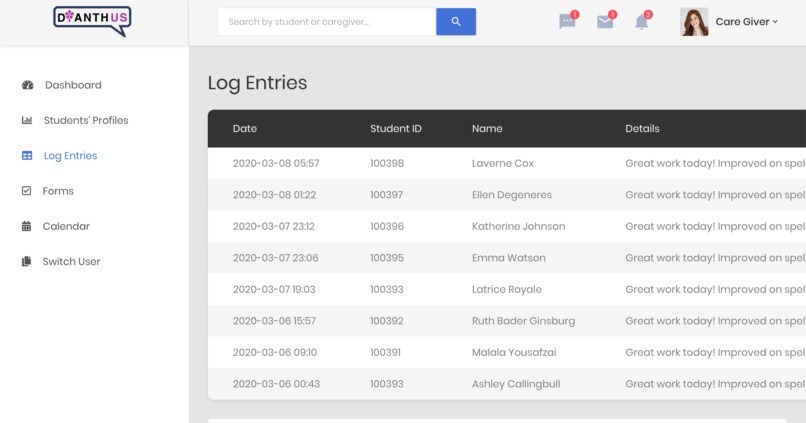 DIANTHUS
Search by student or caregiver...
1
1
3
Care Giver
Dashboard
Students' Profiles
Log Entries
Forms
Calendar
Switch User
Log Entries
Date Student ID Name Details
2020-03-08 05:57 100398 Laverne Cox Great work today! Improved on spel
2020-03-08 01:22 100397 Ellen Degeneres Great work today! Improved on spel
2020-03-07 23:12 100396 Katherine Johnson Great work today! Improved on spel
2020-03-07 23:06 100395 Emma Watson Great work today! Improved on spel
2020-03-07 19:03 100393 Latrice Royale Great work today! Improved on spel
2020-03-06 15:57 100392 Ruth Bader Ginsburg Great work today! Improved on spel
2020-03-06 09:10 100391 Malala Yousafzai Great work today! Improved on spel
2020-03-06 00:43 100393 Ashley Callingbull Great work today! Improved on spel